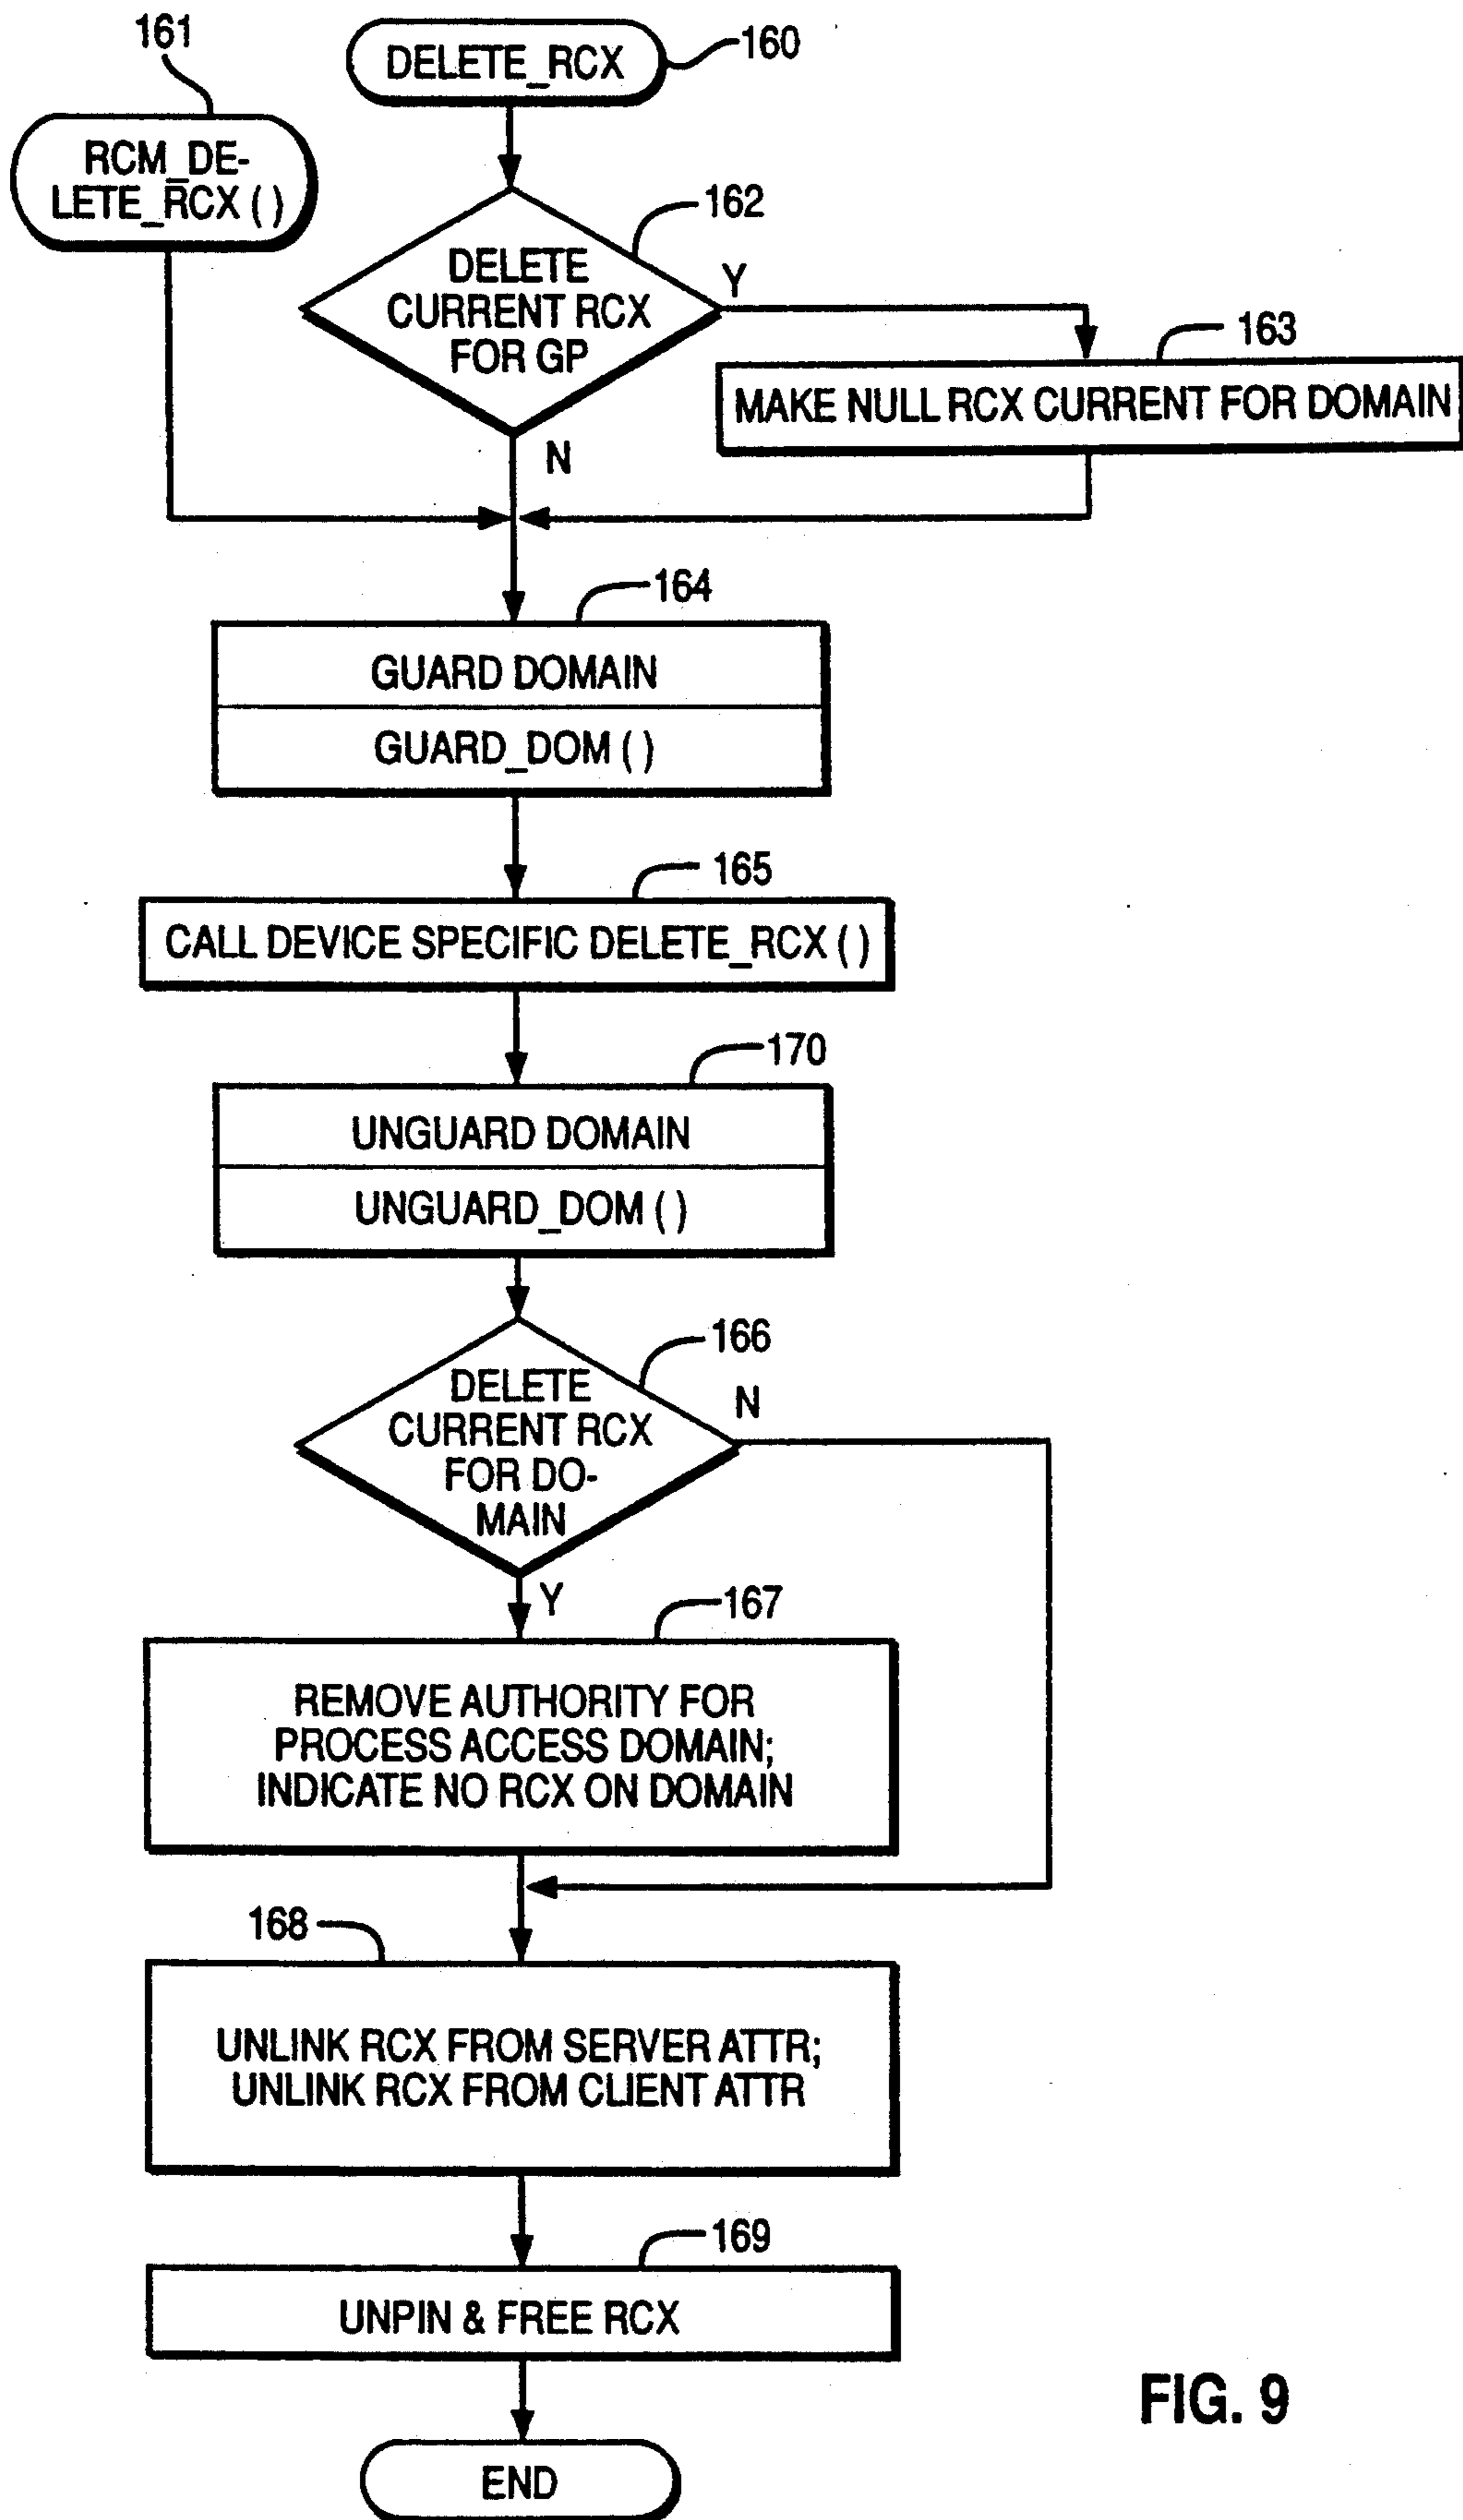 161
DELETE_RCX
160
RCM_DE-
LETE_RCX ( )
162
DELETE
CURRENT RCX
FOR GP
Y
163
MAKE NULL RCX CURRENT FOR DOMAIN
N
164
GUARD DOMAIN
GUARD_DOM ( )
165
CALL DEVICE SPECIFIC DELETE_RCX ( )
170
UNGUARD DOMAIN
UNGUARD_DOM ( )
166
DELETE
CURRENT RCX
FOR DO-
MAIN
N
Y
167
REMOVE AUTHORITY FOR
PROCESS ACCESS DOMAIN;
INDICATE NO RCX ON DOMAIN
168
UNLINK RCX FROM SERVER ATTR;
UNLINK RCX FROM CLIENT ATTR
169
UNPIN & FREE RCX
END
FIG. 9